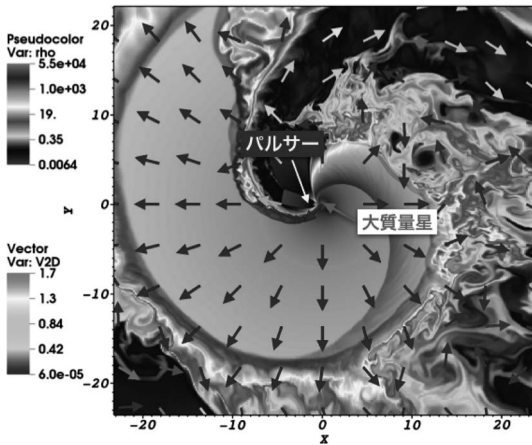 Pseudocolor
Var: rho
5.5e+04
1.0e+03
19.
0.35
0.0064
Vector
Var: V2D
1.7
1.3
0.84
0.42
6.0e-05
Y
20
10
0
-10
-20
パルサー
大質量星
-20
-10
0
10
20
X